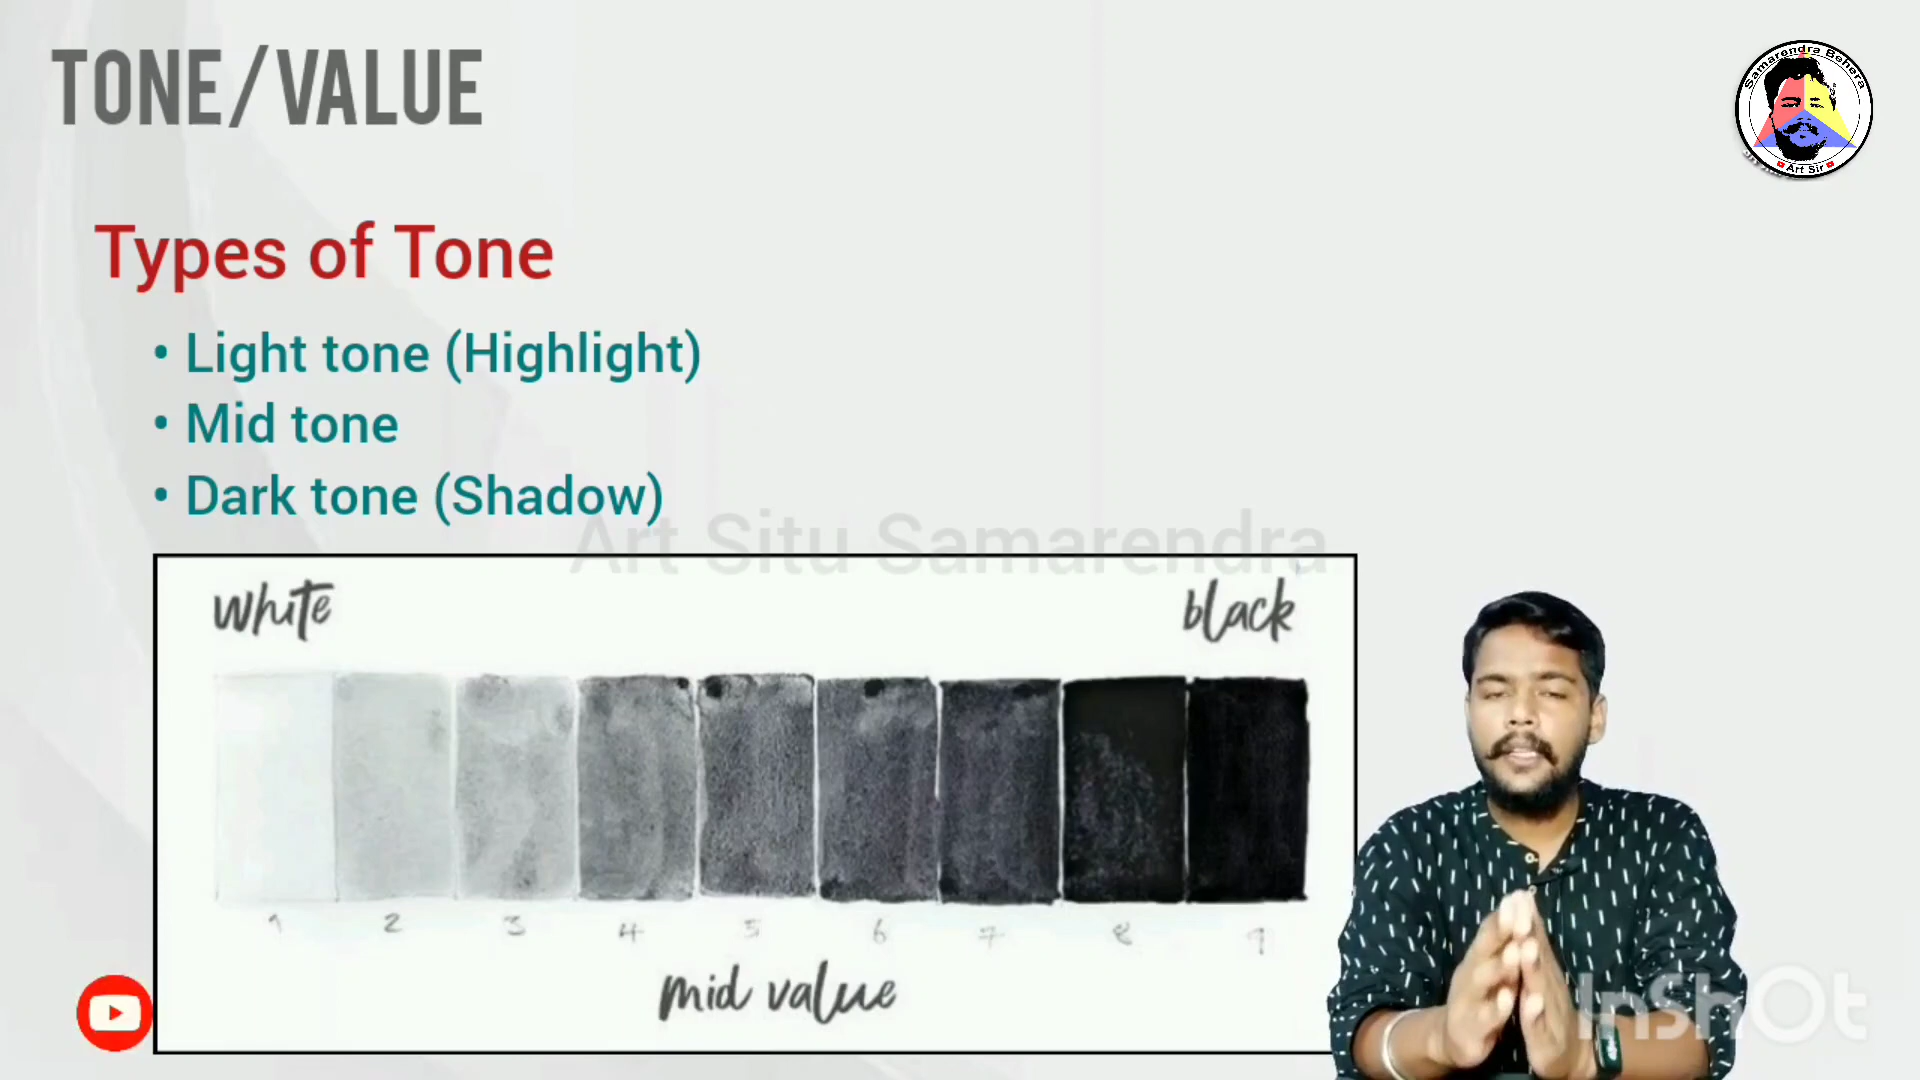 TONE/VALUE
Samarendra Behera
Art Sir
Types of Tone
• Light tone (Highlight)
• Mid tone
• Dark tone (Shadow)
Art Situ Samarendra
white black
1 2 3 4 5 6 7 8 9
mid value
InShOt